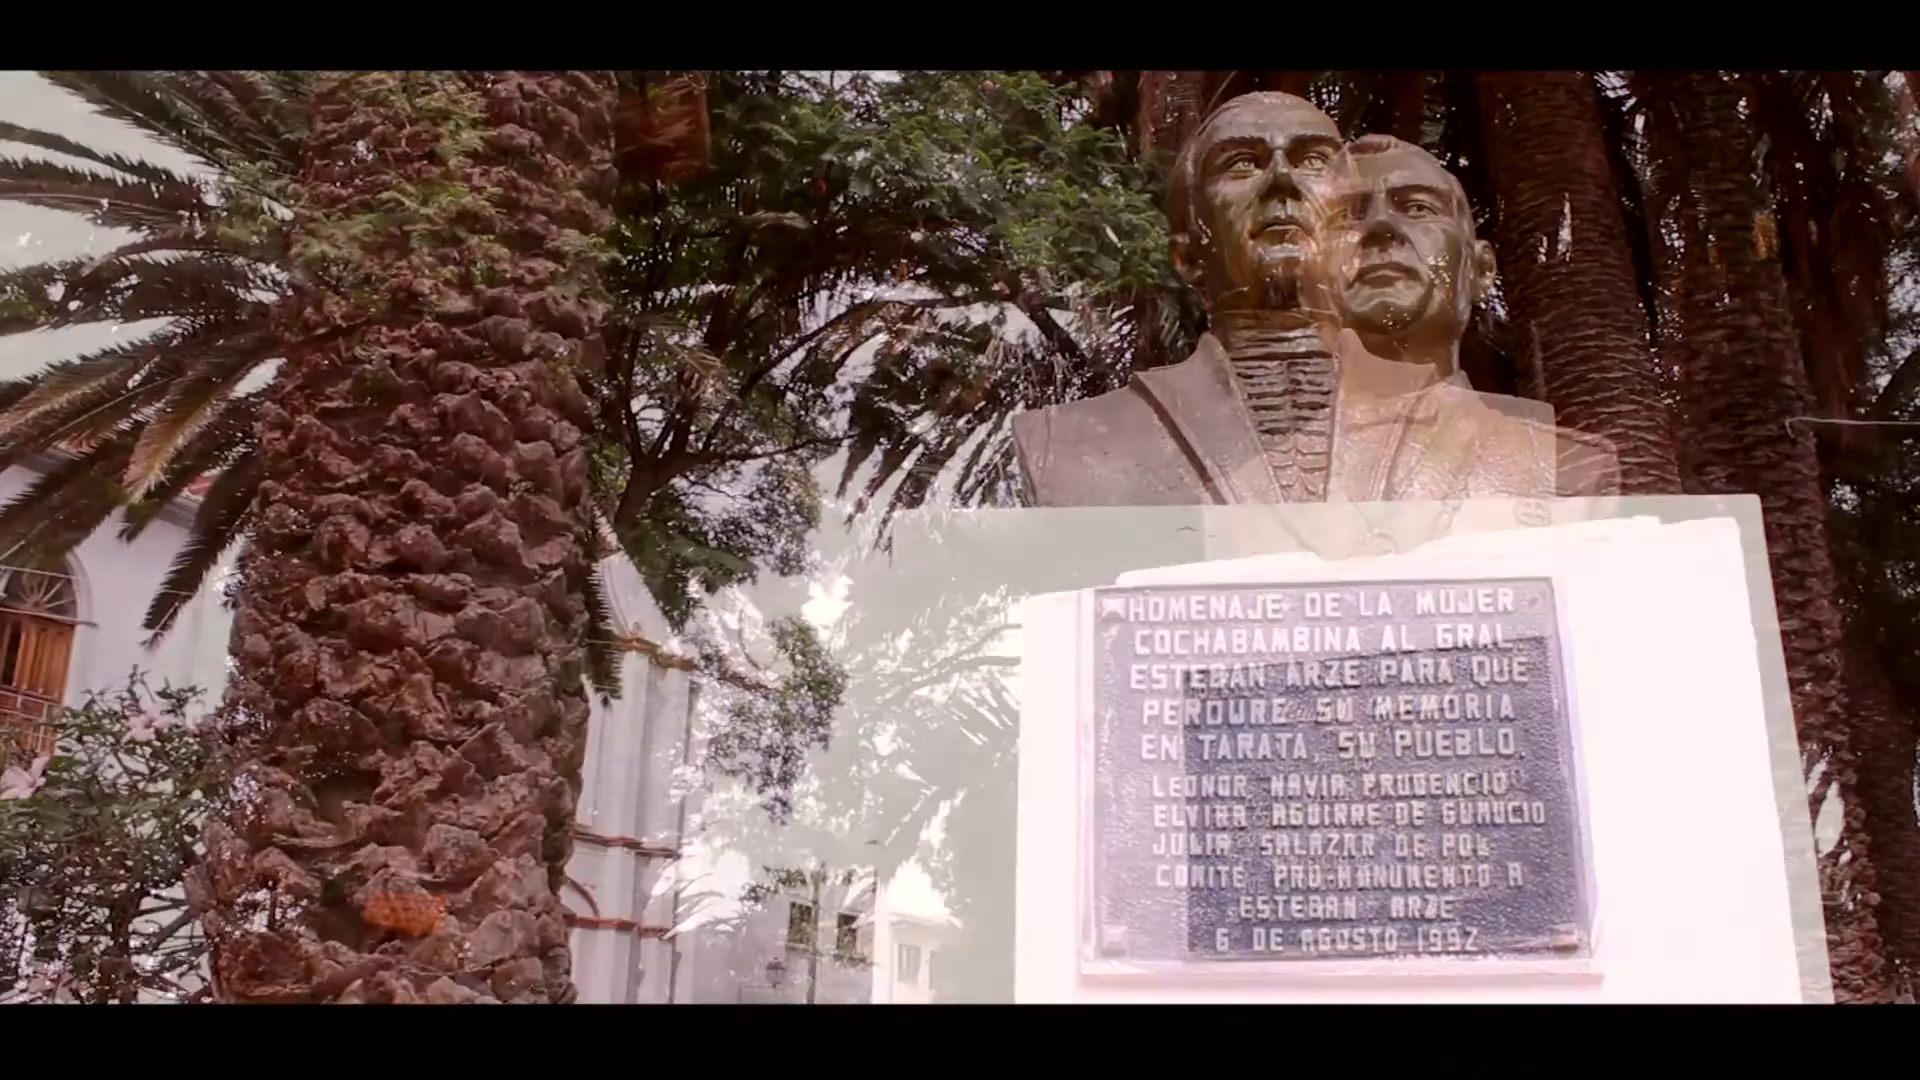 HOMENAJE DE LA MUJER
COCHABAMBINA AL GRAL
ESTEBAN ARZE PARA QUE
PERDURE SU MEMORIA
EN TARATA, SU PUEBLO.
LEONOR NAVIA PRUDENCIO
ELVIRA AGUIRRE DE GUMUCIO
JULIA SALAZAR DE POL
COMITE PRO-MONUMENTO A
ESTEBAN ARZE
6 DE AGOSTO 1992